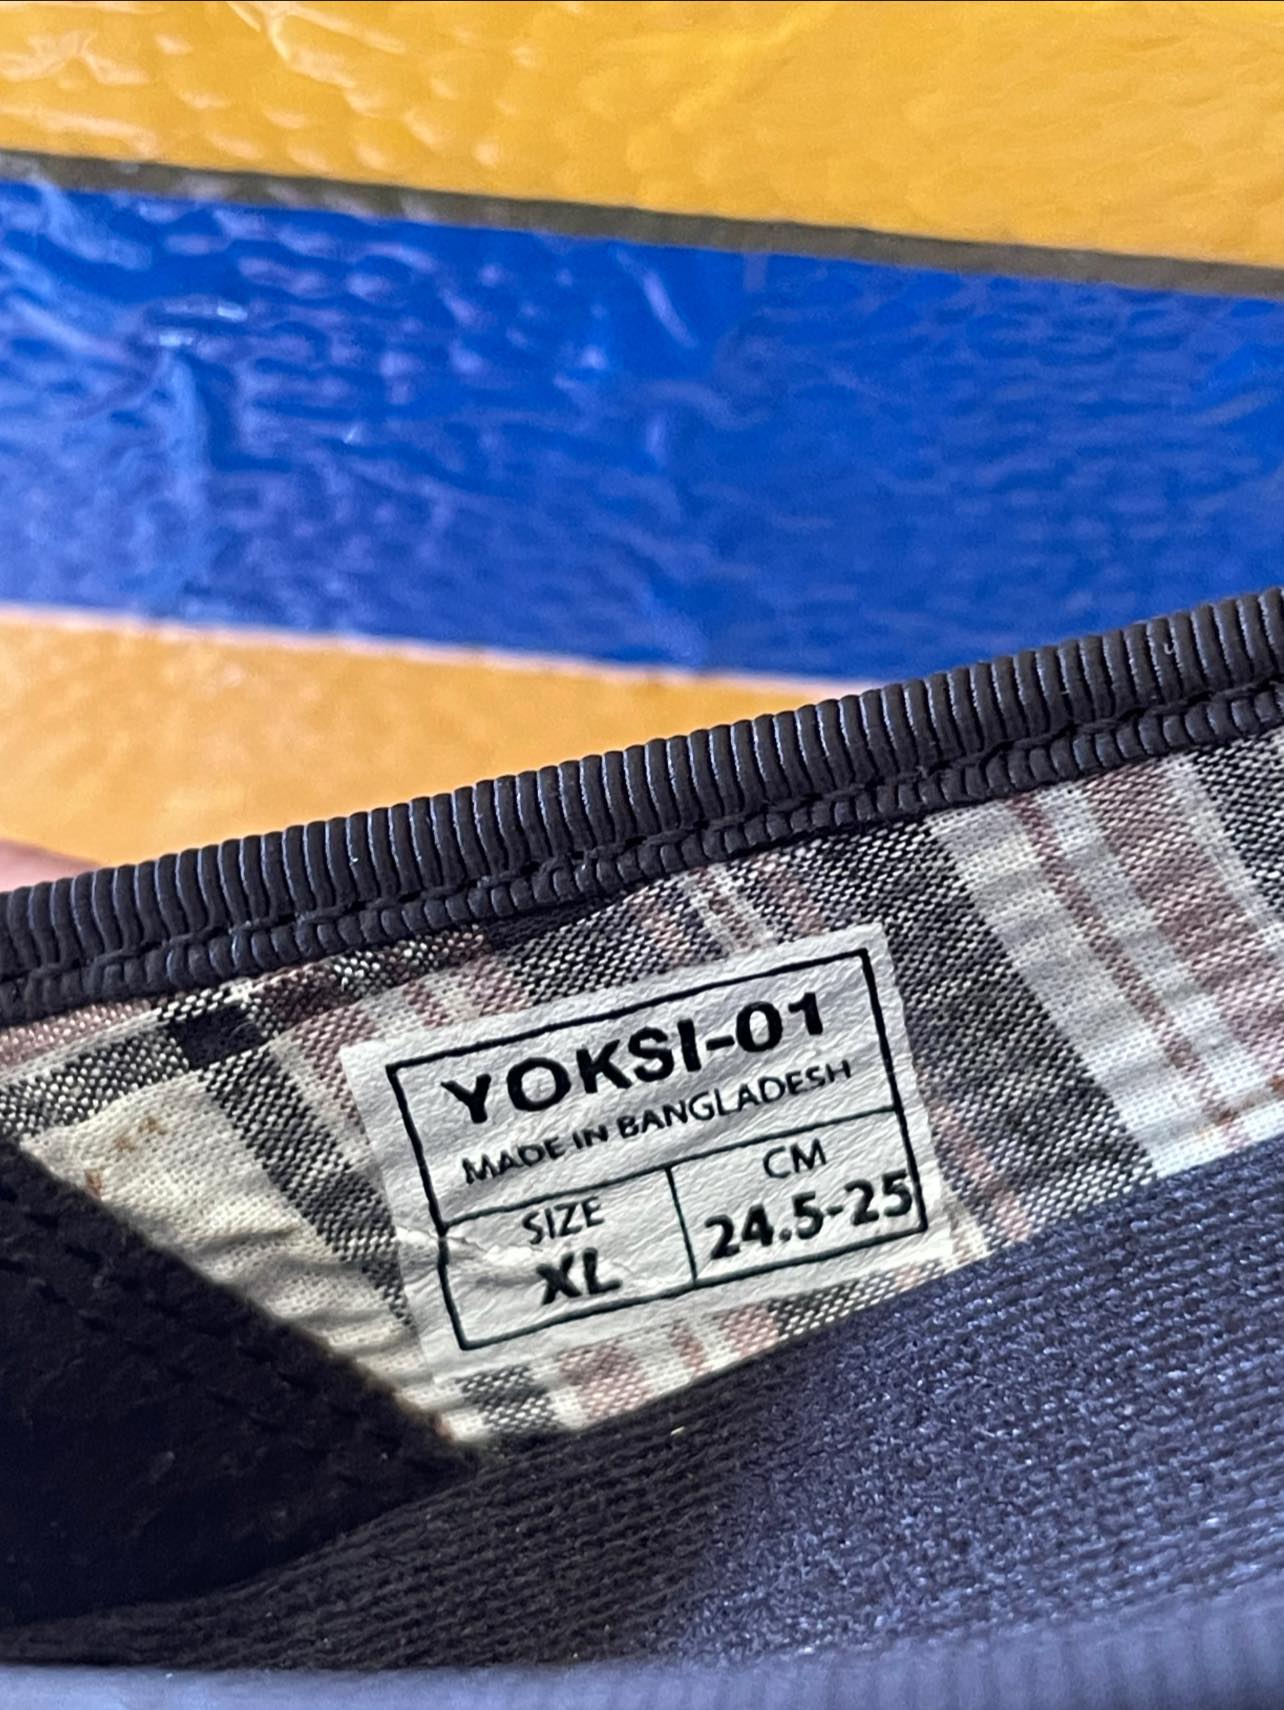 YOKSI-01
MADE IN BANGLADESH
SIZE
XL
CM
24.5-25